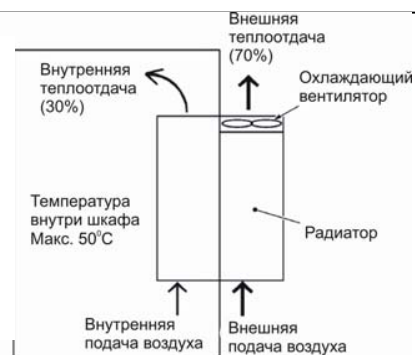 Внешняя
теплоотдача
(70%)
Внутренняя
теплоотдача
(30%)
Охлаждающий
вентилятор
Температура
внутри шкафа
Макс. 50⁰С
Радиатор
Внутренняя
подача воздуха
Внешняя
подача воздуха